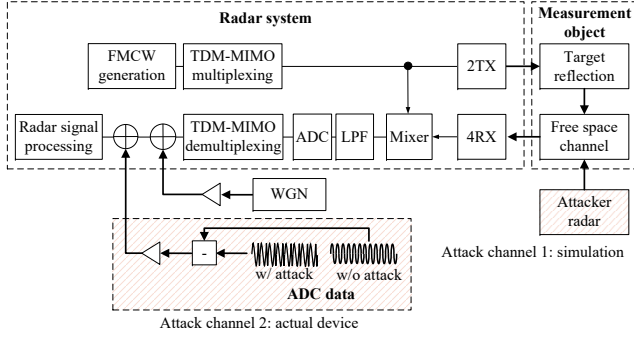 Radar system
Measurement
object
FMCW
generation
TDM-MIMO
multiplexing
2TX
Target
reflection
Radar signal
processing
TDM-MIMO
demultiplexing
ADC
LPF
Mixer
4RX
Free space
channel
WGN
Attacker
radar
Attack channel 1: simulation
-
w/ attack
w/o attack
ADC data
Attack channel 2: actual device